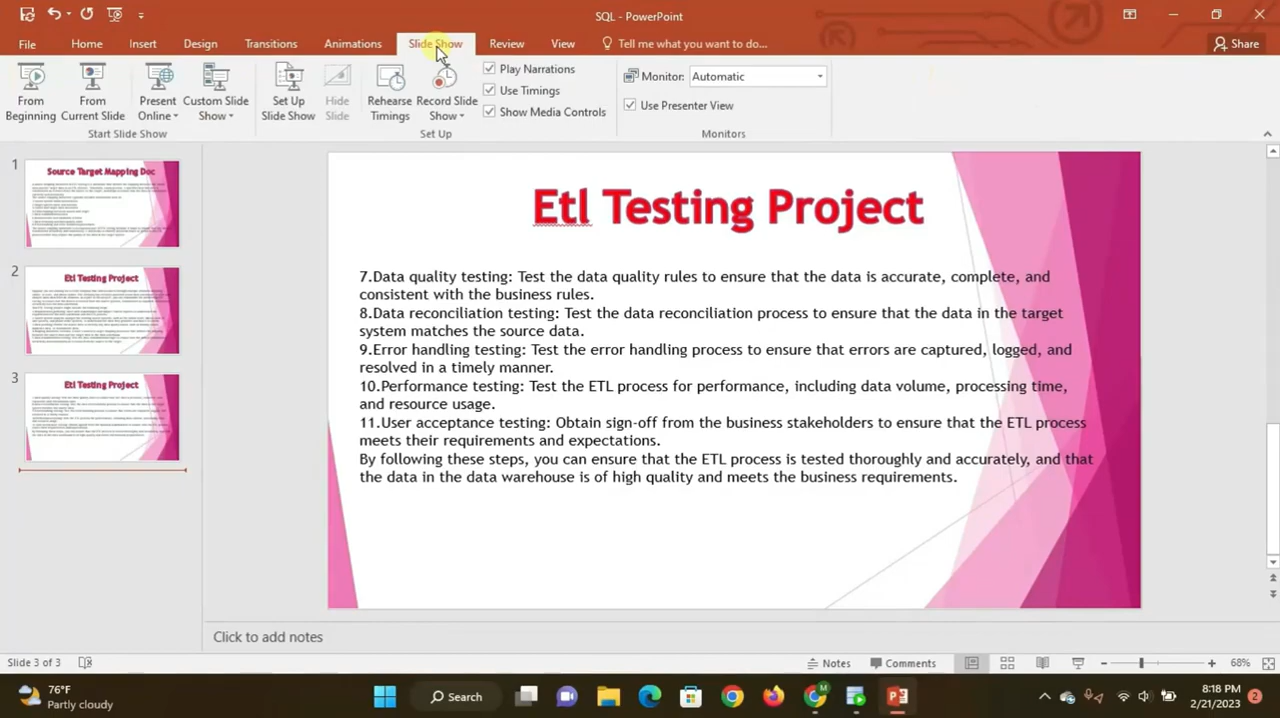 SQL - PowerPoint
File Home Insert Design Transitions Animations Slide Show Review View Tell me what you want to do... Share
From Beginning
From Current Slide
Present Online
Custom Slide Show
Start Slide Show
Set Up Slide Show
Hide Slide
Rehearse Timings
Record Slide Show
Play Narrations
Use Timings
Show Media Controls
Set Up
Monitor: Automatic
Use Presenter View
Monitors
1
Source Target Mapping Doc
2
Etl Testing Project
3
Etl Testing Project
Etl Testing Project
7.Data quality testing: Test the data quality rules to ensure that the data is accurate, complete, and
consistent with the business rules.
8.Data reconciliation testing: Test the data reconciliation process to ensure that the data in the target
system matches the source data.
9.Error handling testing: Test the error handling process to ensure that errors are captured, logged, and
resolved in a timely manner.
10.Performance testing: Test the ETL process for performance, including data volume, processing time,
and resource usage.
11.User acceptance testing: Obtain sign-off from the business stakeholders to ensure that the ETL process
meets their requirements and expectations.
By following these steps, you can ensure that the ETL process is tested thoroughly and accurately, and that
the data in the data warehouse is of high quality and meets the business requirements.
Click to add notes
Slide 3 of 3 Notes Comments 68%
76°F
Partly cloudy
Search
8:18 PM
2/21/2023
2